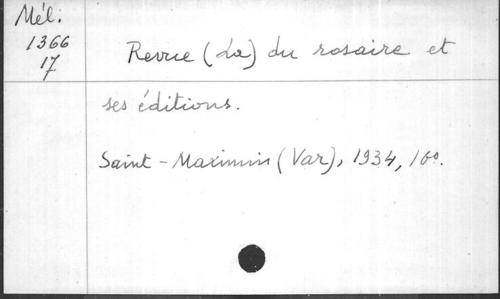 Mél.
1366
17
Revue (La) du rosaire et
ses éditions.
Saint-Maximin (Var), 1934, 16º.